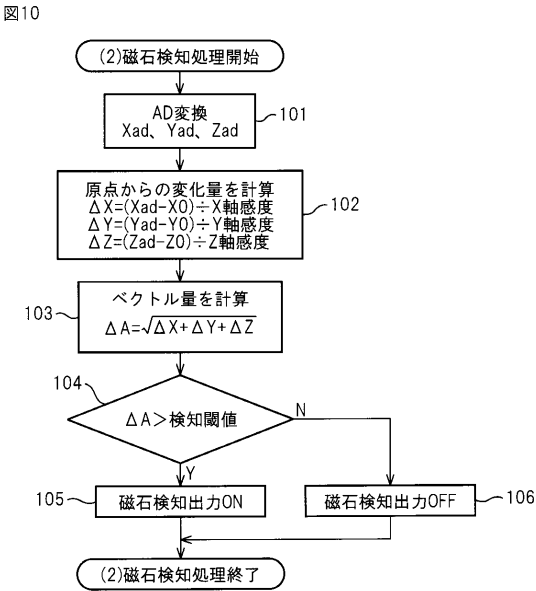 図10
(2)磁石検知処理開始
AD変換
Xad、Yad、Zad
101
原点からの変化量を計算
ΔX=(Xad-X0)÷X軸感度
ΔY=(Yad-Y0)÷Y軸感度
ΔZ=(Zad-Z0)÷Z軸感度
102
ベクトル量を計算
ΔA=√ΔX+ΔY+ΔZ
103
104
ΔA>検知閾値
N
Y
105
磁石検知出力ON
磁石検知出力OFF
106
(2)磁石検知処理終了